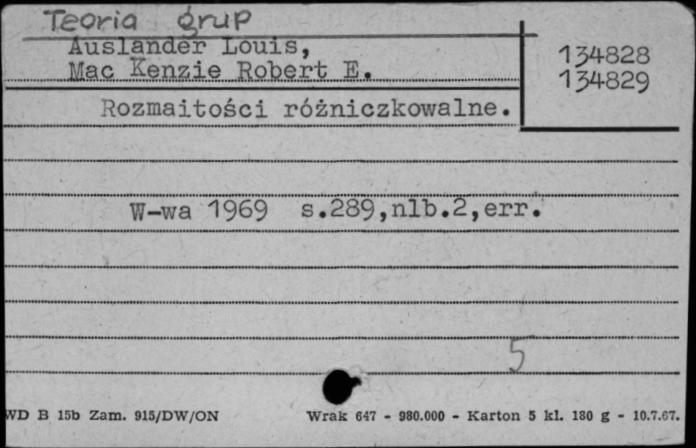 Teoria grup
Auslander Louis,
Mac Kenzie Robert E.
134828
134829
Rozmaitości różniczkowalne.
W-wa 1969 s.289,nlb.2,err.
5
WD B 15b Zam. 915/DW/ON Wrak 647 - 980.000 - Karton 5 kl. 180 g - 10.7.67.